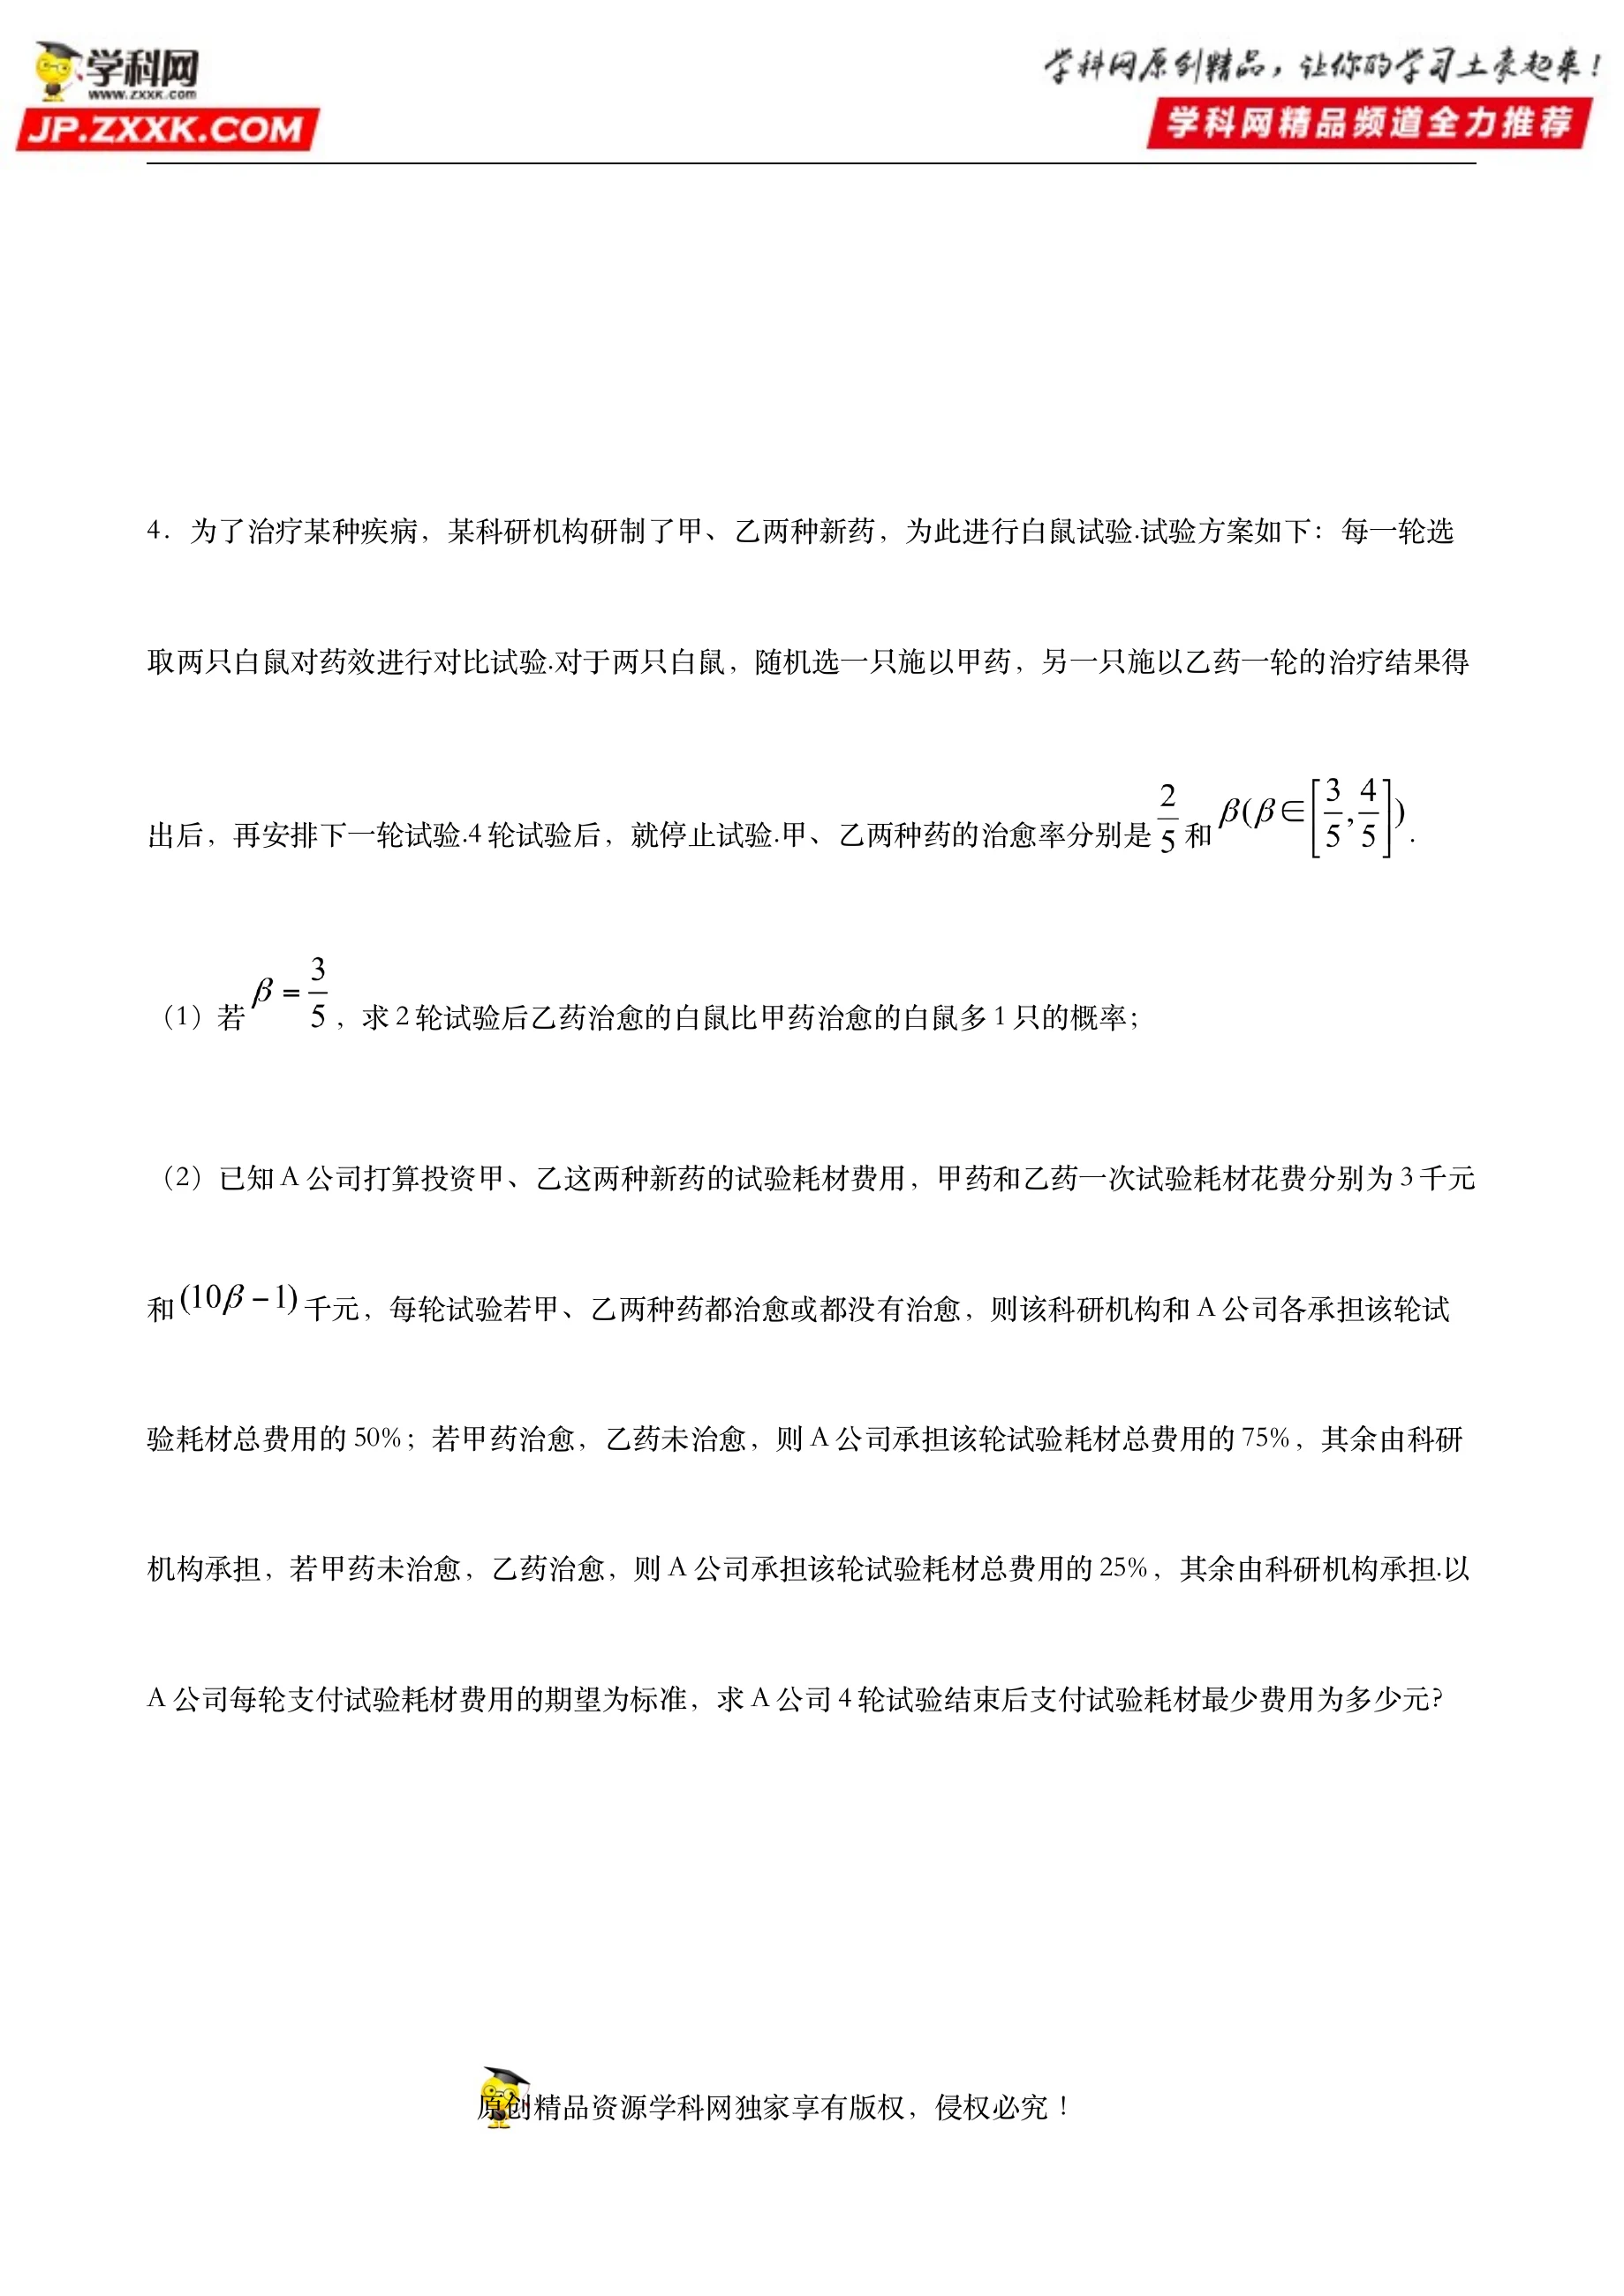 学科网
www.zxxk.com
JP.ZXXK.COM
学科网原创精品，让你的学习土豪起来！
学科网精品频道全力推荐
4．为了治疗某种疾病，某科研机构研制了甲、乙两种新药，为此进行白鼠试验.试验方案如下：每一轮选
取两只白鼠对药效进行对比试验.对于两只白鼠，随机选一只施以甲药，另一只施以乙药一轮的治疗结果得
出后，再安排下一轮试验.4 轮试验后，就停止试验.甲、乙两种药的治愈率分别是 2/5 和 β(β∈[3/5,4/5]).
（1）若 β = 3/5，求 2 轮试验后乙药治愈的白鼠比甲药治愈的白鼠多 1 只的概率；
（2）已知 A 公司打算投资甲、乙这两种新药的试验耗材费用，甲药和乙药一次试验耗材花费分别为 3 千元
和 (10β−1) 千元，每轮试验若甲、乙两种药都治愈或都没有治愈，则该科研机构和 A 公司各承担该轮试
验耗材总费用的 50%；若甲药治愈，乙药未治愈，则 A 公司承担该轮试验耗材总费用的 75%，其余由科研
机构承担，若甲药未治愈，乙药治愈，则 A 公司承担该轮试验耗材总费用的 25%，其余由科研机构承担.以
A 公司每轮支付试验耗材费用的期望为标准，求 A 公司 4 轮试验结束后支付试验耗材最少费用为多少元?
原创精品资源学科网独家享有版权，侵权必究！